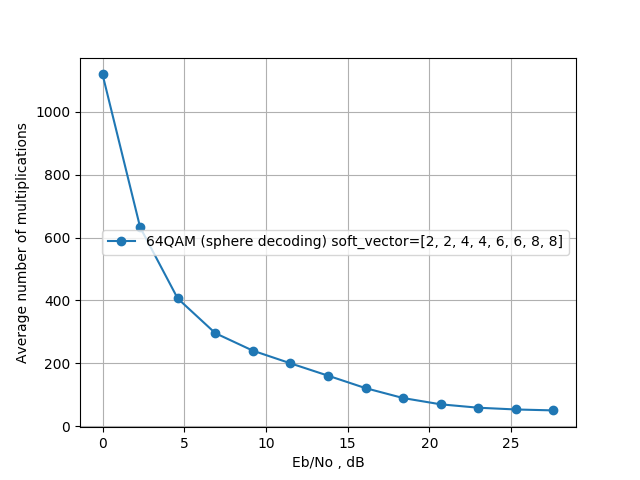 1000
800
600
400
200
0
Average number of multiplications
64QAM (sphere decoding) soft_vector=[2, 2, 4, 4, 6, 6, 8, 8]
0 5 10 15 20 25
Eb/No , dB